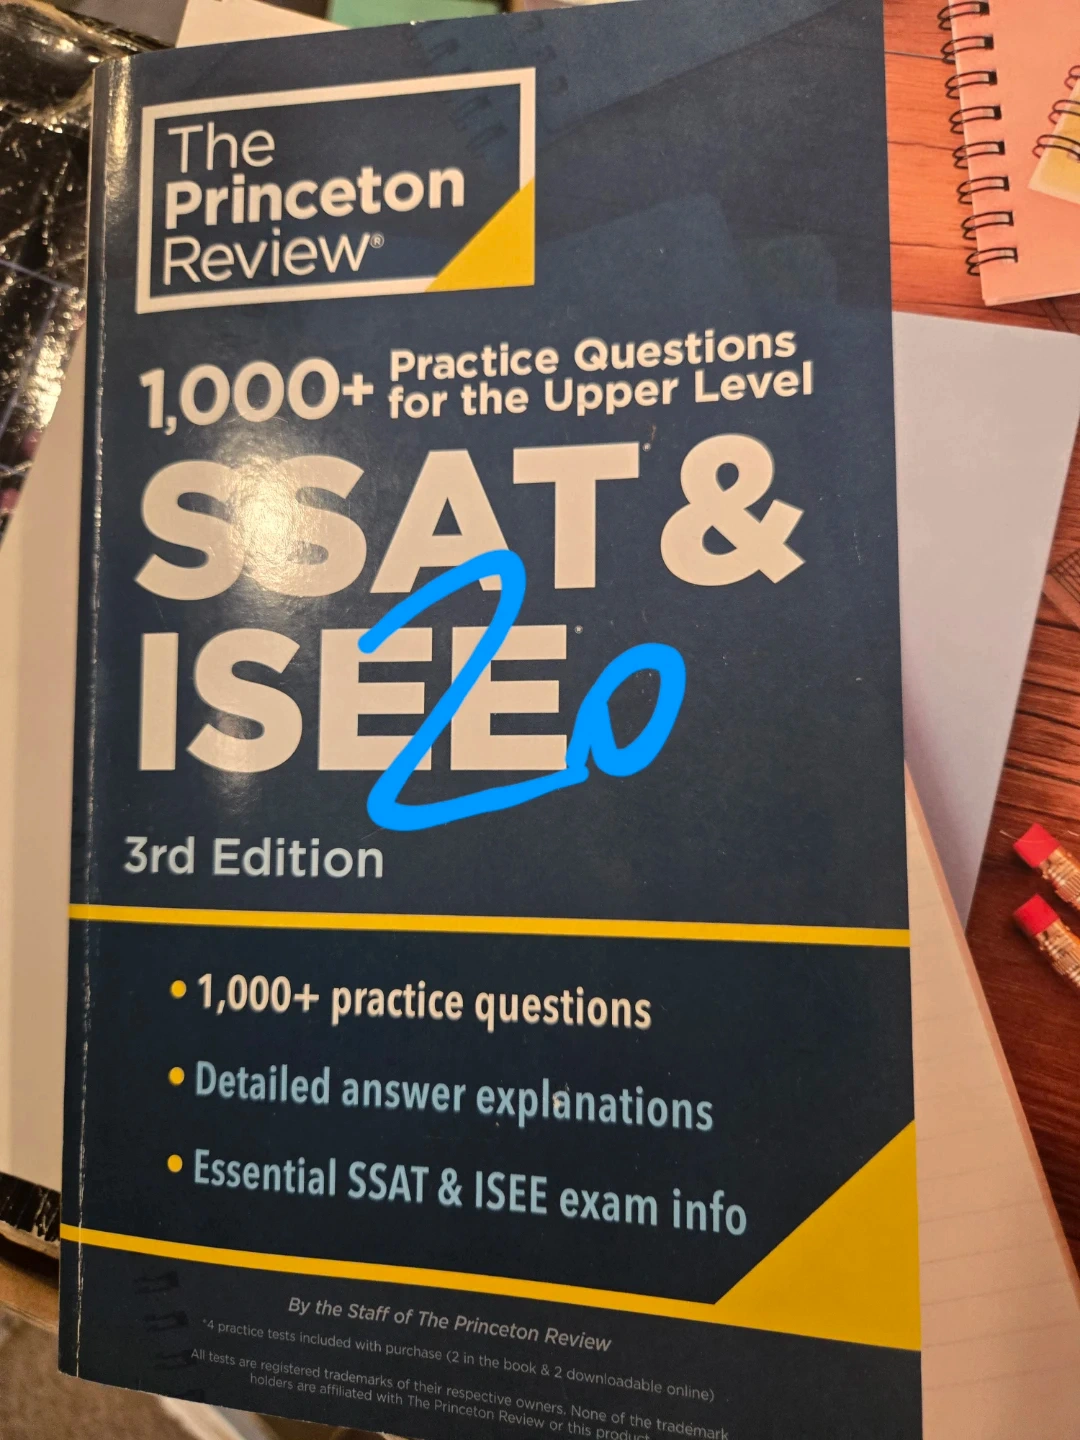 The
Princeton
Review®
1,000+ Practice Questions
for the Upper Level
SSAT &
ISEE
20
3rd Edition
• 1,000+ practice questions
• Detailed answer explanations
• Essential SSAT & ISEE exam info
By the Staff of The Princeton Review
*4 practice tests included with purchase (2 in the book & 2 downloadable online)
All tests are registered trademarks of their respective owners. None of the trademark
holders are affiliated with The Princeton Review or this product.